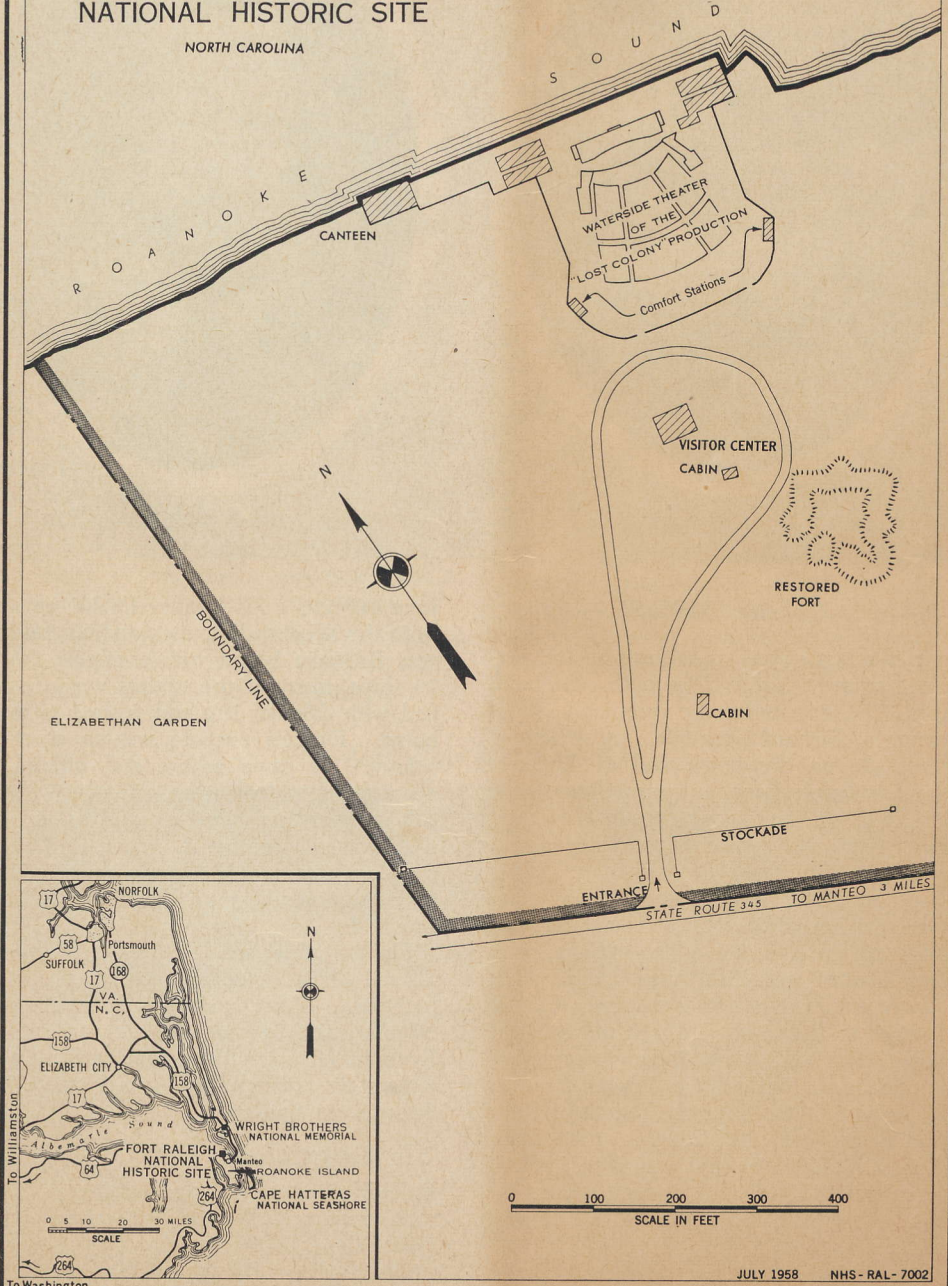 NATIONAL HISTORIC SITE
NORTH CAROLINA
ROANOKE SOUND
CANTEEN
WATERSIDE THEATER
OF THE
"LOST COLONY" PRODUCTION
Comfort Stations
VISITOR CENTER
CABIN
N
RESTORED
FORT
BOUNDARY LINE
ELIZABETHAN GARDEN
CABIN
STOCKADE
ENTRANCE
STATE ROUTE 345 TO MANTEO 3 MILES
NORFOLK
17
58
Portsmouth
SUFFOLK
17
168
N
VA.
N.C.
158
ELIZABETH CITY
158
17
Albemarle Sound
WRIGHT BROTHERS
NATIONAL MEMORIAL
FORT RALEIGH
NATIONAL
HISTORIC SITE
Manteo
ROANOKE ISLAND
64
264
CAPE HATTERAS
NATIONAL SEASHORE
0 5 10 20 30 MILES
SCALE
264
To Williamston
To Washington
0 100 200 300 400
SCALE IN FEET
JULY 1958 NHS-RAL-7002